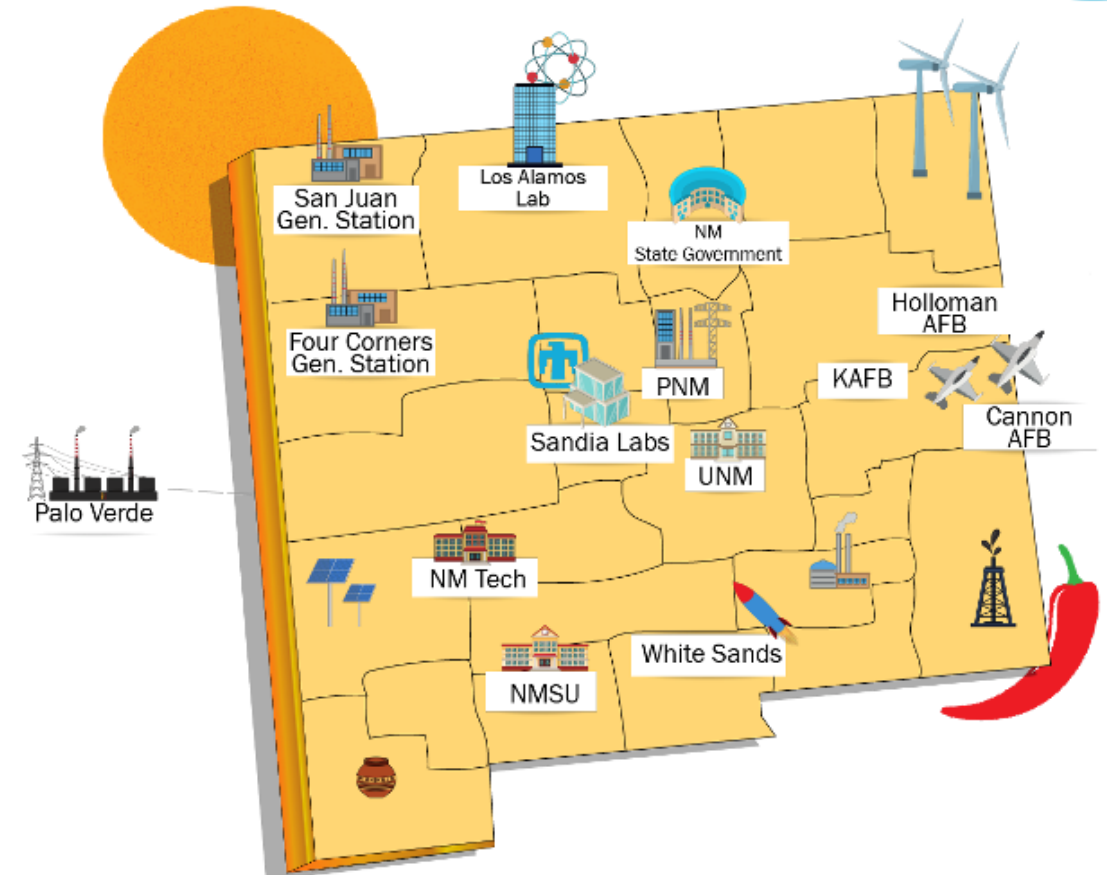 San Juan
Gen. Station
Los Alamos
Lab
NM
State Government
Holloman
AFB
Four Corners
Gen. Station
PNM
KAFB
Cannon
AFB
Sandia Labs
UNM
Palo Verde
NM Tech
White Sands
NMSU